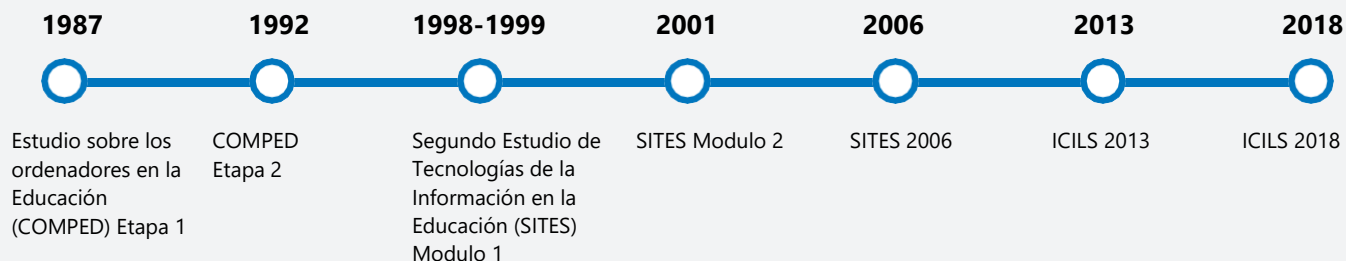 1987
1992
1998-1999
2001
2006
2013
2018
Estudio sobre los
ordenadores en la
Educación
(COMPED) Etapa 1
COMPED
Etapa 2
Segundo Estudio de
Tecnologías de la
Información en la
Educación (SITES)
Modulo 1
SITES Modulo 2
SITES 2006
ICILS 2013
ICILS 2018